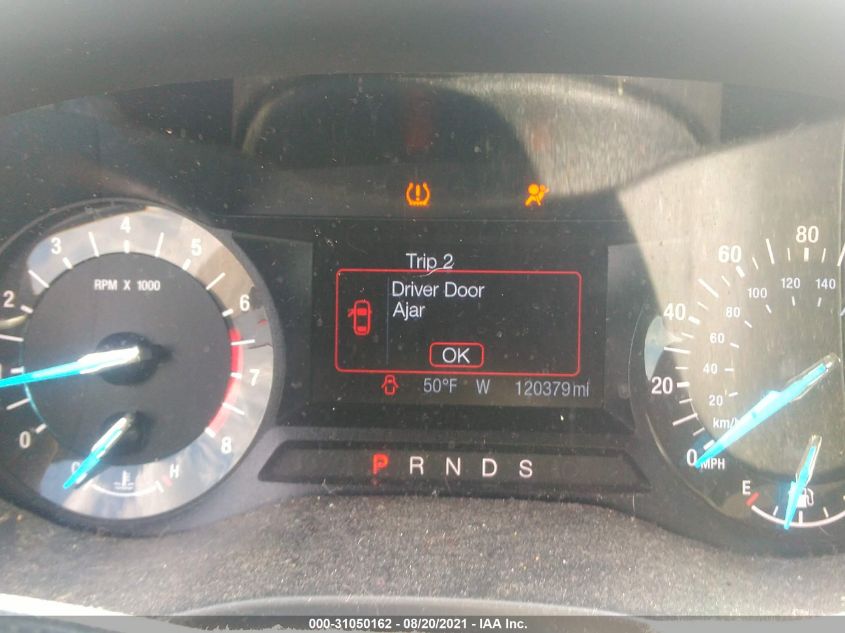 Trip 2
Driver Door
Ajar
OK
50°F W 120379mi
P R N D S
RPM X 1000
0
2
3
4
5
6
7
8
C H
0
20
40
60
80
20
40
60
80
100
120
140
km/h
MPH
E
000-31050162 - 08/20/2021 - IAA Inc.